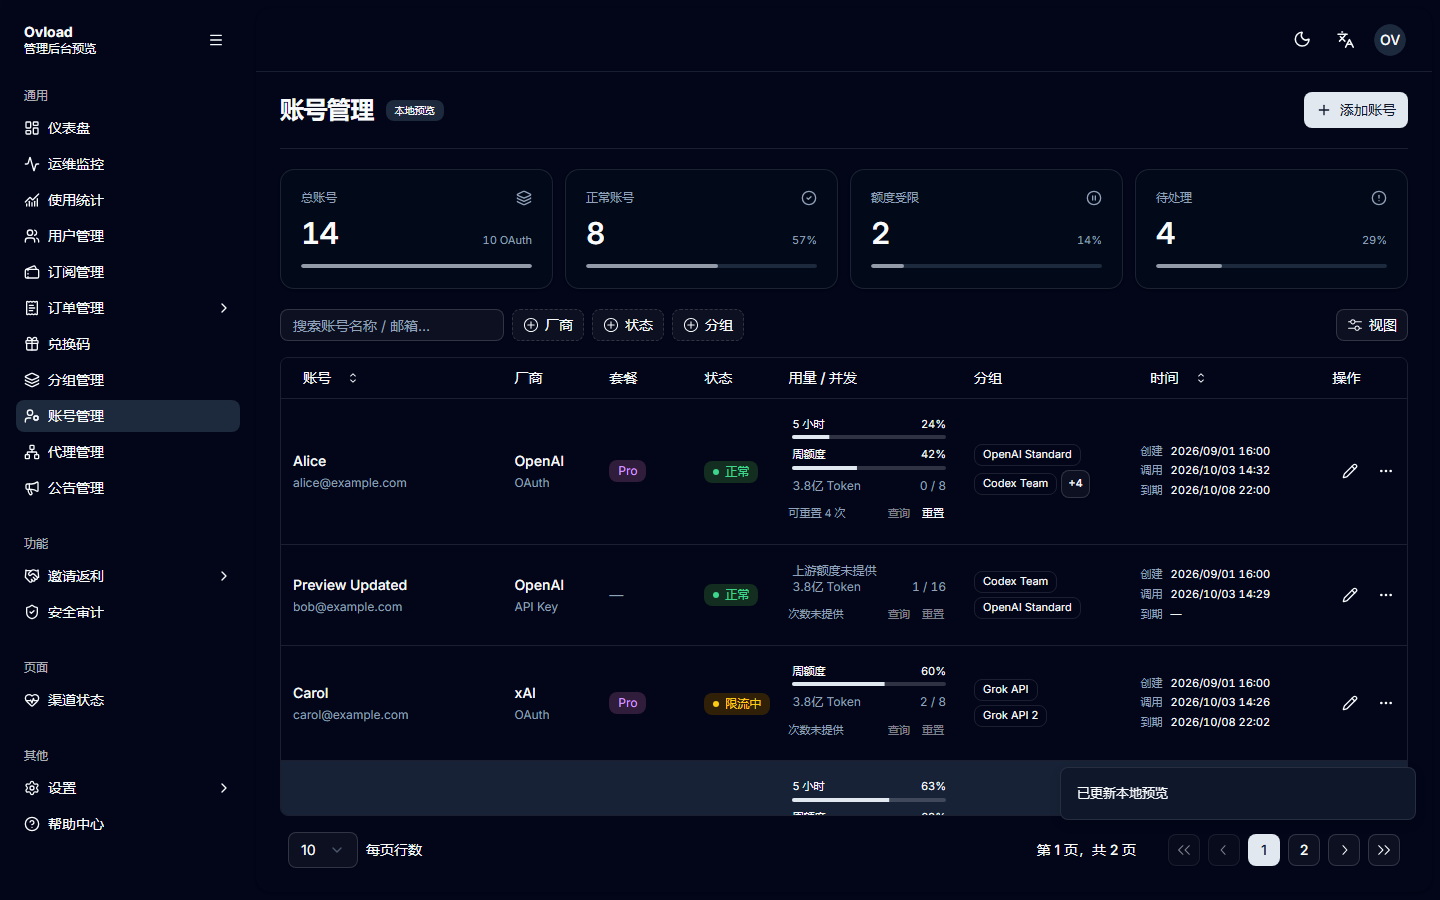 Ovload
管理后台预览
通用
仪表盘
运维监控
使用统计
用户管理
订阅管理
订单管理
兑换码
分组管理
账号管理
代理管理
公告管理
功能
邀请返利
安全审计
页面
渠道状态
其他
设置
帮助中心
OV
账号管理 本地预览
添加账号
总账号
14
10 OAuth
正常账号
8
57%
额度受限
2
14%
待处理
4
29%
搜索账号名称 / 邮箱...
厂商
状态
分组
视图
账号 厂商 套餐 状态 用量 / 并发 分组 时间 操作
Alice
alice@example.com
OpenAI
OAuth
Pro
正常
5 小时 24%
周额度 42%
3.8亿 Token 0 / 8
可重置 4 次 查询 重置
OpenAI Standard
Codex Team +4
创建 2026/09/01 16:00
调用 2026/10/03 14:32
到期 2026/10/08 22:00
Preview Updated
bob@example.com
OpenAI
API Key
—
正常
上游额度未提供
3.8亿 Token 1 / 16
次数未提供 查询 重置
Codex Team
OpenAI Standard
创建 2026/09/01 16:00
调用 2026/10/03 14:29
到期 —
Carol
carol@example.com
xAI
OAuth
Pro
限流中
周额度 60%
3.8亿 Token 2 / 8
次数未提供 查询 重置
Grok API
Grok API 2
创建 2026/09/01 16:00
调用 2026/10/03 14:26
到期 2026/10/08 22:02
5 小时 63%
已更新本地预览
10 每页行数
第 1 页，共 2 页
1 2